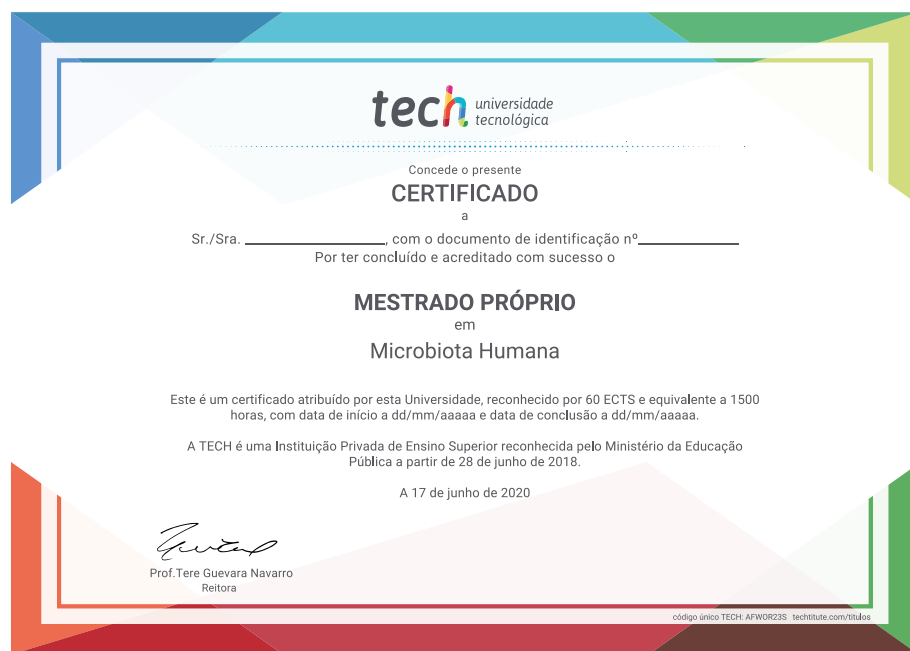 tech universidade
tecnológica
Concede o presente
CERTIFICADO
a
Sr./Sra. ________________, com o documento de identificação nº____________
Por ter concluído e acreditado com sucesso o
MESTRADO PRÓPRIO
em
Microbiota Humana
Este é um certificado atribuído por esta Universidade, reconhecido por 60 ECTS e equivalente a 1500
horas, com data de início a dd/mm/aaaaa e data de conclusão a dd/mm/aaaaa.
A TECH é uma Instituição Privada de Ensino Superior reconhecida pelo Ministério da Educação
Pública a partir de 28 de junho de 2018.
A 17 de junho de 2020
Prof.Tere Guevara Navarro
Reitora
código único TECH: AFWOR23S techtitute.com/titulos